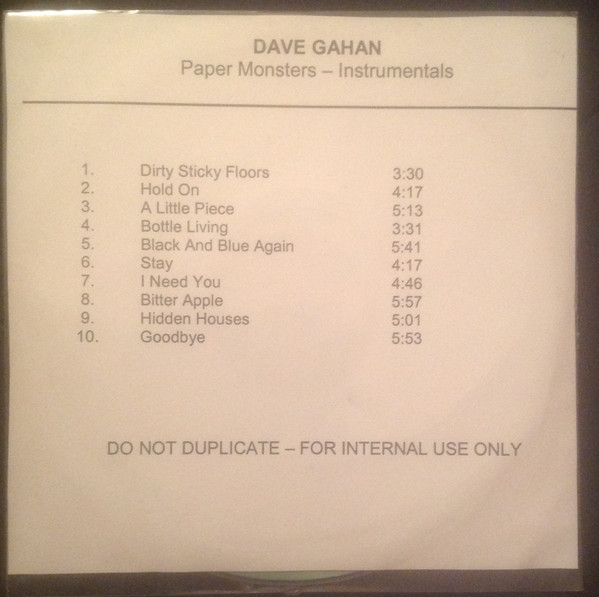 DAVE GAHAN
Paper Monsters – Instrumentals
1. Dirty Sticky Floors 3:30
2. Hold On 4:17
3. A Little Piece 5:13
4. Bottle Living 3:31
5. Black And Blue Again 5:41
6. Stay 4:17
7. I Need You 4:46
8. Bitter Apple 5:57
9. Hidden Houses 5:01
10. Goodbye 5:53
DO NOT DUPLICATE – FOR INTERNAL USE ONLY